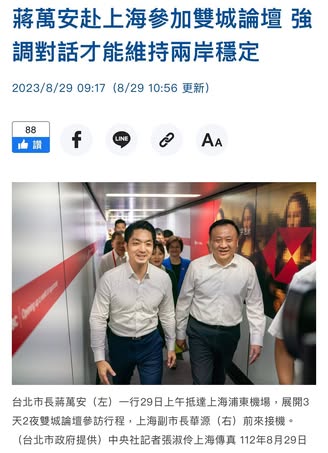 蔣萬安赴上海參加雙城論壇 強
調對話才能維持兩岸穩定
2023/8/29 09:17（8/29 10:56 更新）
88
讚
LINE
AA
台北市長蔣萬安（左）一行29日上午抵達上海浦東機場，展開3
天2夜雙城論壇參訪行程，上海副市長華源（右）前來接機。
（台北市政府提供）中央社記者張淑伶上海傳真 112年8月29日